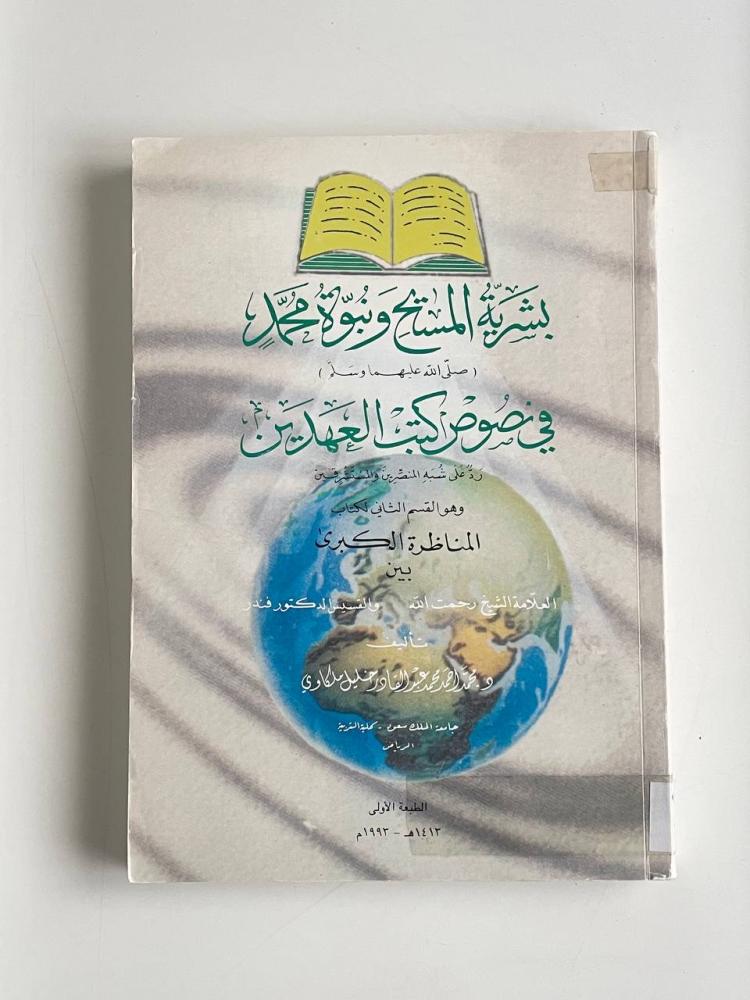 بشرية المسيح ونبوة محمد
(صلى الله عليهما وسلم)
في نصوص كتب العهدين
رد على شبه المنصرين والمستشرقين
وهو القسم الثاني لكتاب
المناظرة الكبرى
بين
العلامة الشيخ رحمت الله والقسيس الدكتور فندر
تأليف
د. محمد أحمد محمد عبد القادر خليل ملكاوي
جامعة الملك سعود - كلية التربية
الرياض
الطبعة الأولى
١٤١٣هـ - ١٩٩٣م